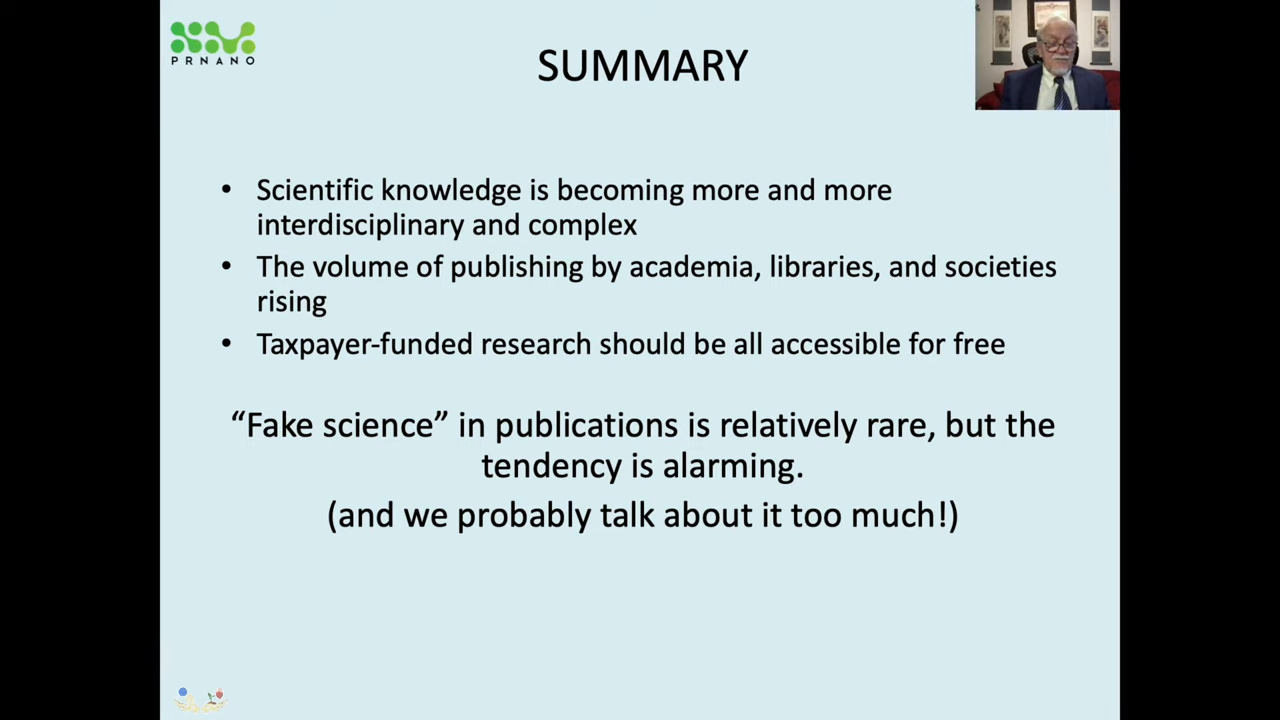 PRNANO
SUMMARY
• Scientific knowledge is becoming more and more
interdisciplinary and complex
• The volume of publishing by academia, libraries, and societies
rising
• Taxpayer-funded research should be all accessible for free
“Fake science” in publications is relatively rare, but the
tendency is alarming.
(and we probably talk about it too much!)